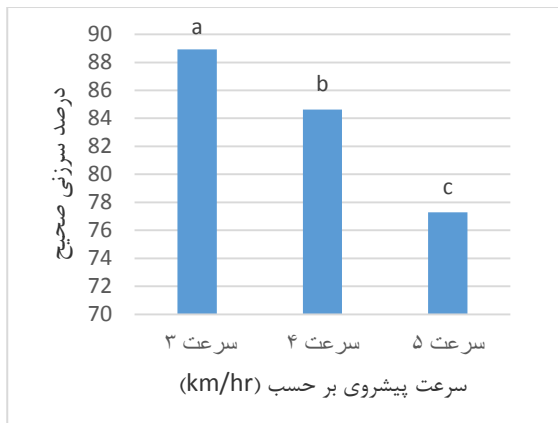 درصد سرزنی صحیح
90
88
86
84
82
80
78
76
74
72
70
a
b
c
سرعت ۳
سرعت ۴
سرعت ۵
سرعت پیشروی بر حسب (km/hr)